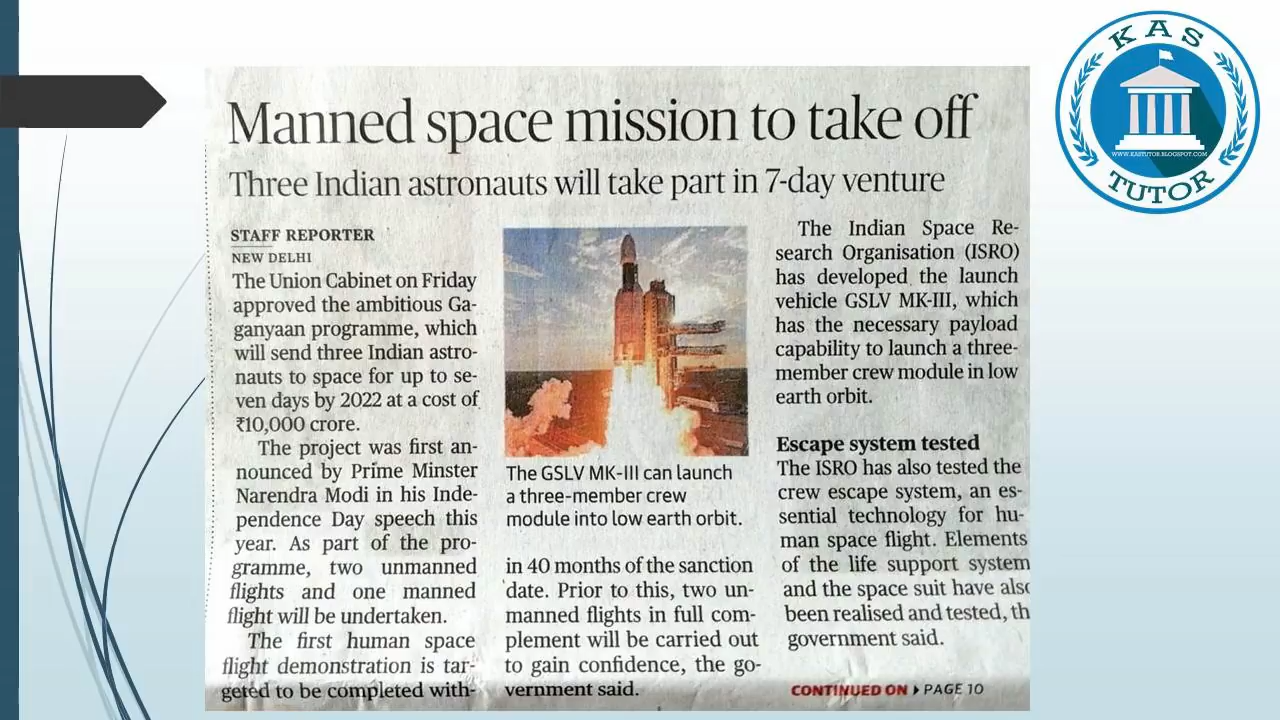 Manned space mission to take off
Three Indian astronauts will take part in 7-day venture
STAFF REPORTER
NEW DELHI
The Union Cabinet on Friday
approved the ambitious Ga-
ganyaan programme, which
will send three Indian astro-
nauts to space for up to se-
ven days by 2022 at a cost of
₹10,000 crore.
The project was first an-
nounced by Prime Minster
Narendra Modi in his Inde-
pendence Day speech this
year. As part of the pro-
gramme, two unmanned
flights and one manned
flight will be undertaken.
The first human space
flight demonstration is tar-
geted to be completed with-
The GSLV MK-III can launch
a three-member crew
module into low earth orbit.
in 40 months of the sanction
date. Prior to this, two un-
manned flights in full com-
plement will be carried out
to gain confidence, the go-
vernment said.
The Indian Space Re-
search Organisation (ISRO)
has developed the launch
vehicle GSLV MK-III, which
has the necessary payload
capability to launch a three-
member crew module in low
earth orbit.
Escape system tested
The ISRO has also tested the
crew escape system, an es-
sential technology for hu-
man space flight. Elements
of the life support system
and the space suit have also
been realised and tested, th
government said.
CONTINUED ON PAGE 10
KAS
WWW.KASTUTOR.BLOGSPOT.COM
TUTOR